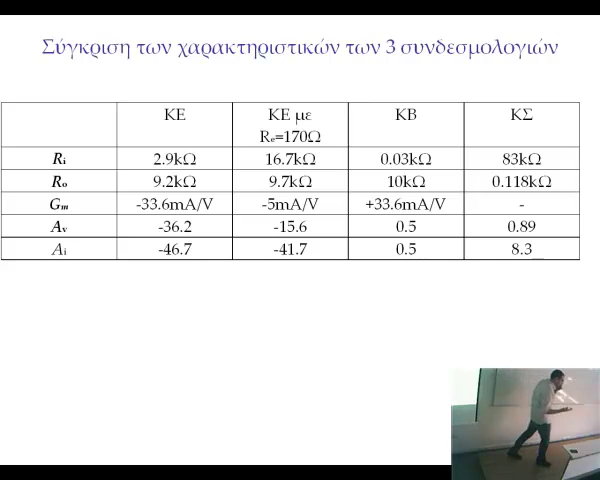 Σύγκριση των χαρακτηριστικών των 3 συνδεσμολογιών
ΚΕ ΚΕ με Re=170Ω ΚΒ ΚΣ
Ri 2.9kΩ 16.7kΩ 0.03kΩ 83kΩ
Ro 9.2kΩ 9.7kΩ 10kΩ 0.118kΩ
Gm -33.6mA/V -5mA/V +33.6mA/V -
Av -36.2 -15.6 0.5 0.89
Ai -46.7 -41.7 0.5 8.3